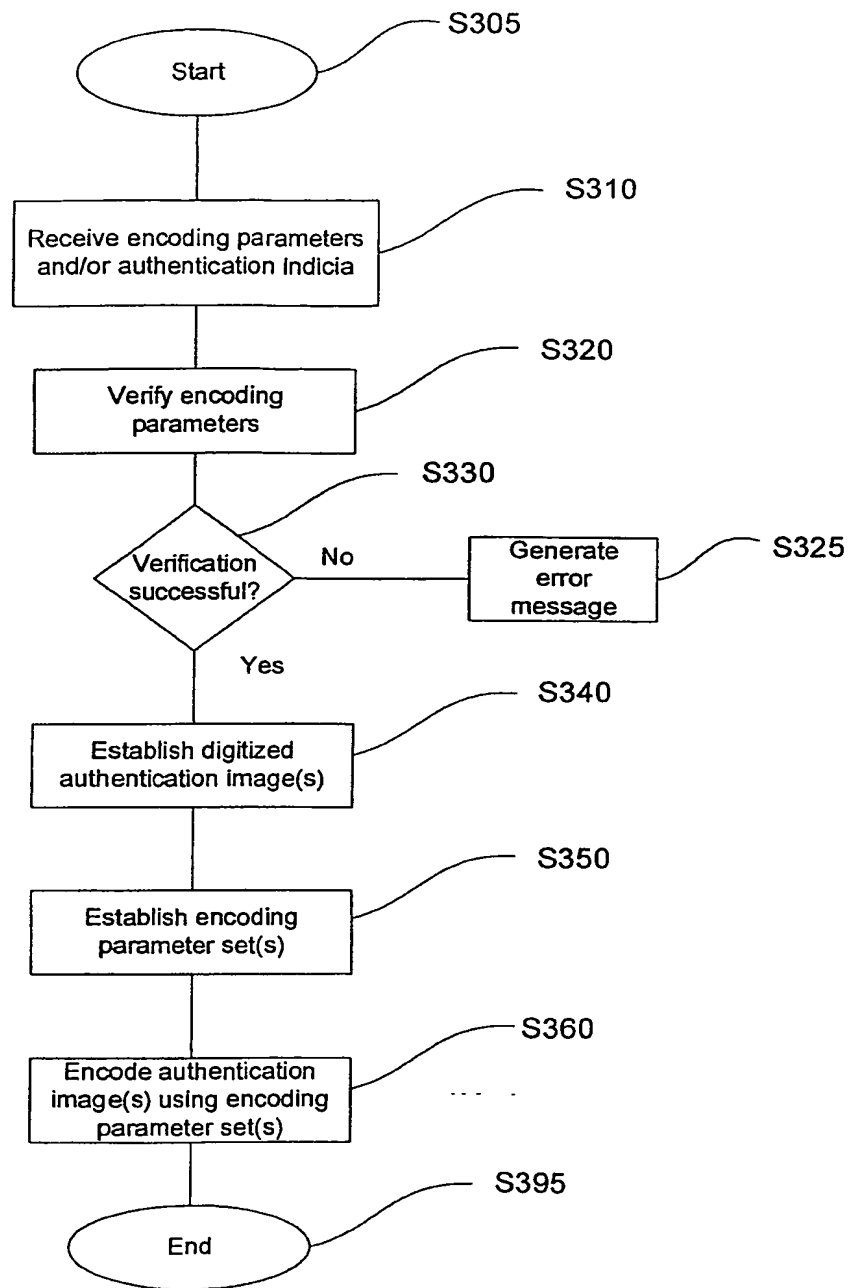 S305
Start
S310
Receive encoding parameters
and/or authentication indicia
S320
Verify encoding
parameters
S330
Verification
successful?
No
Generate
error
message
S325
Yes
S340
Establish digitized
authentication image(s)
S350
Establish encoding
parameter set(s)
S360
Encode authentication
image(s) using encoding
parameter set(s)
S395
End